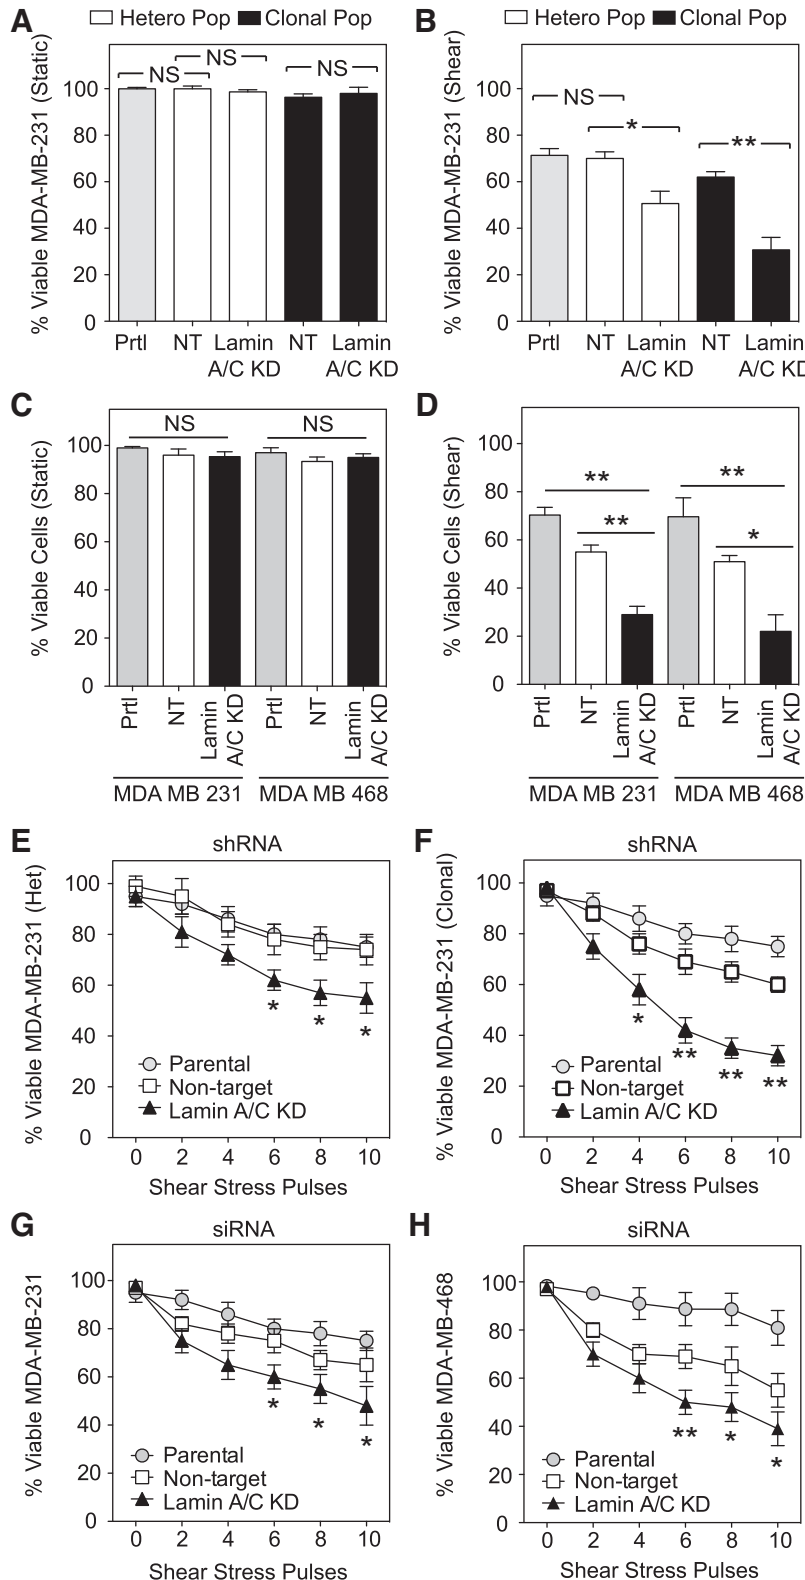 A
Hetero Pop Clonal Pop
% Viable MDA-MB-231 (Static)
NS NS NS
100
80
60
40
20
0
Prtl NT Lamin A/C KD NT Lamin A/C KD
B
Hetero Pop Clonal Pop
% Viable MDA-MB-231 (Shear)
NS * **
100
80
60
40
20
0
Prtl NT Lamin A/C KD NT Lamin A/C KD
C
% Viable Cells (Static)
NS NS
100
80
60
40
20
0
Prtl NT Lamin A/C KD Prtl NT Lamin A/C KD
MDA MB 231 MDA MB 468
D
% Viable Cells (Shear)
** ** ** *
100
80
60
40
20
0
Prtl NT Lamin A/C KD Prtl NT Lamin A/C KD
MDA MB 231 MDA MB 468
E
shRNA
% Viable MDA-MB-231 (Het)
100
80
60
40
20
0
* * *
Parental
Non-target
Lamin A/C KD
0 2 4 6 8 10
Shear Stress Pulses
F
shRNA
% Viable MDA-MB-231 (Clonal)
100
80
60
40
20
0
* ** ** **
Parental
Non-target
Lamin A/C KD
0 2 4 6 8 10
Shear Stress Pulses
G
siRNA
% Viable MDA-MB-231
100
80
60
40
20
0
* * *
Parental
Non-target
Lamin A/C KD
0 2 4 6 8 10
Shear Stress Pulses
H
siRNA
% Viable MDA-MB-468
100
80
60
40
20
0
** * *
Parental
Non-target
Lamin A/C KD
0 2 4 6 8 10
Shear Stress Pulses